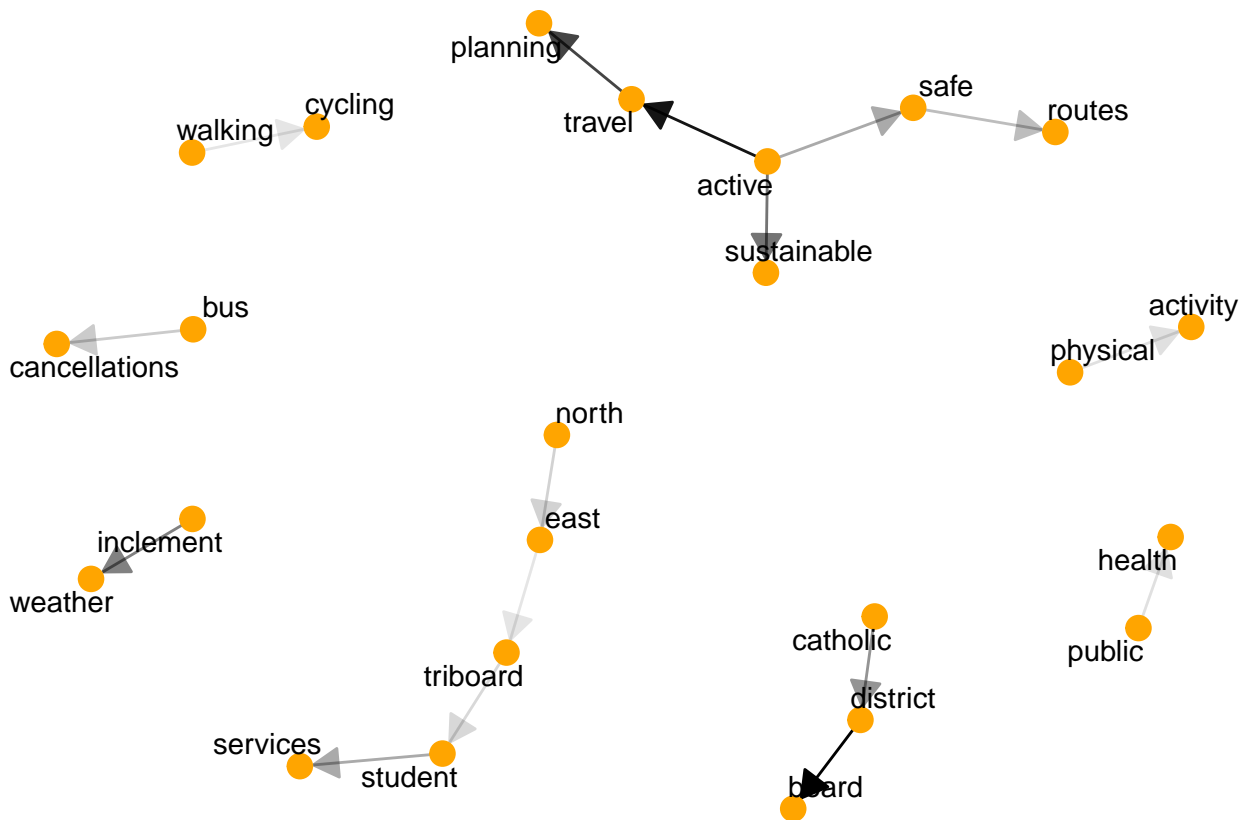 planning
safe
cycling
routes
walking
travel
active
sustainable
bus
activity
physical
cancellations
north
east
inclement
health
weather
catholic
public
triboard
district
services
student
board